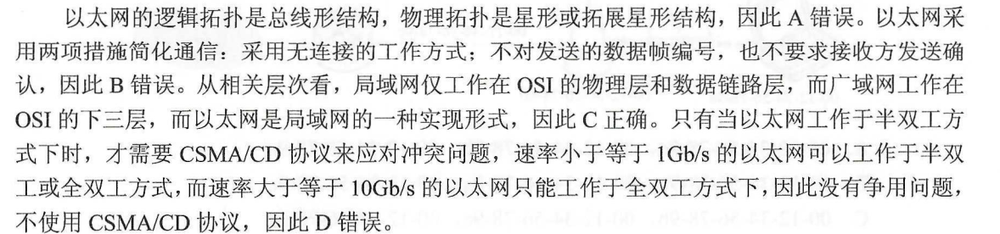 以太网的逻辑拓扑是总线形结构，物理拓扑是星形或拓展星形结构，因此 A 错误。以太网采
用两项措施简化通信：采用无连接的工作方式；不对发送的数据帧编号，也不要求接收方发送确
认，因此 B 错误。从相关层次看，局域网仅工作在 OSI 的物理层和数据链路层，而广域网工作在
OSI 的下三层，而以太网是局域网的一种实现形式，因此 C 正确。只有当以太网工作于半双工方
式下时，才需要 CSMA/CD 协议来应对冲突问题，速率小于等于 1Gb/s 的以太网可以工作于半双
工或全双工方式，而速率大于等于 10Gb/s 的以太网只能工作于全双工方式下，因此没有争用问题，
不使用 CSMA/CD 协议，因此 D 错误。